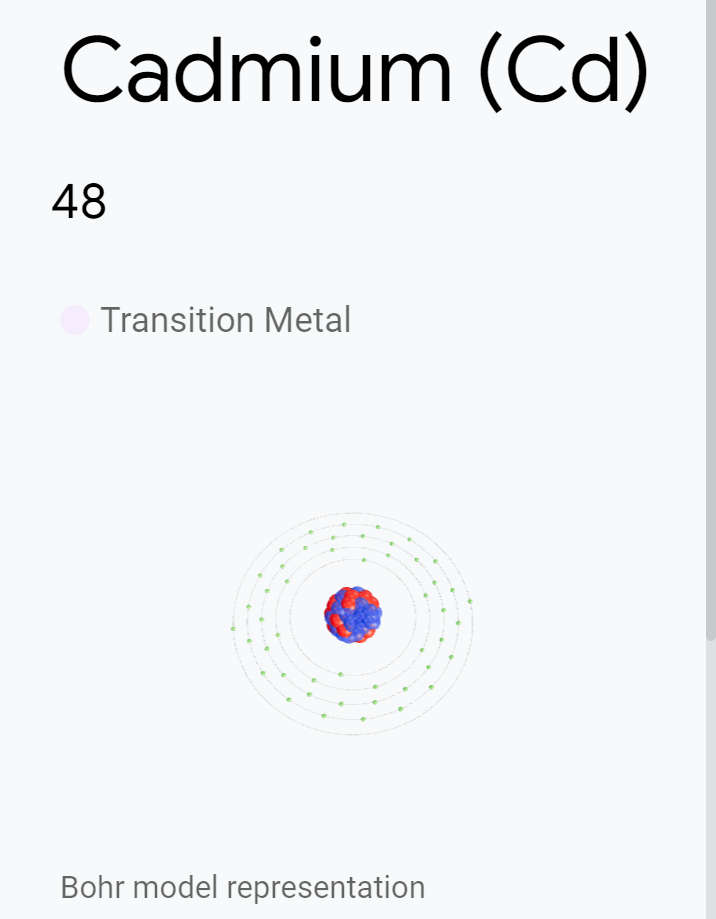 Cadmium (Cd)
48
Transition Metal
Bohr model representation